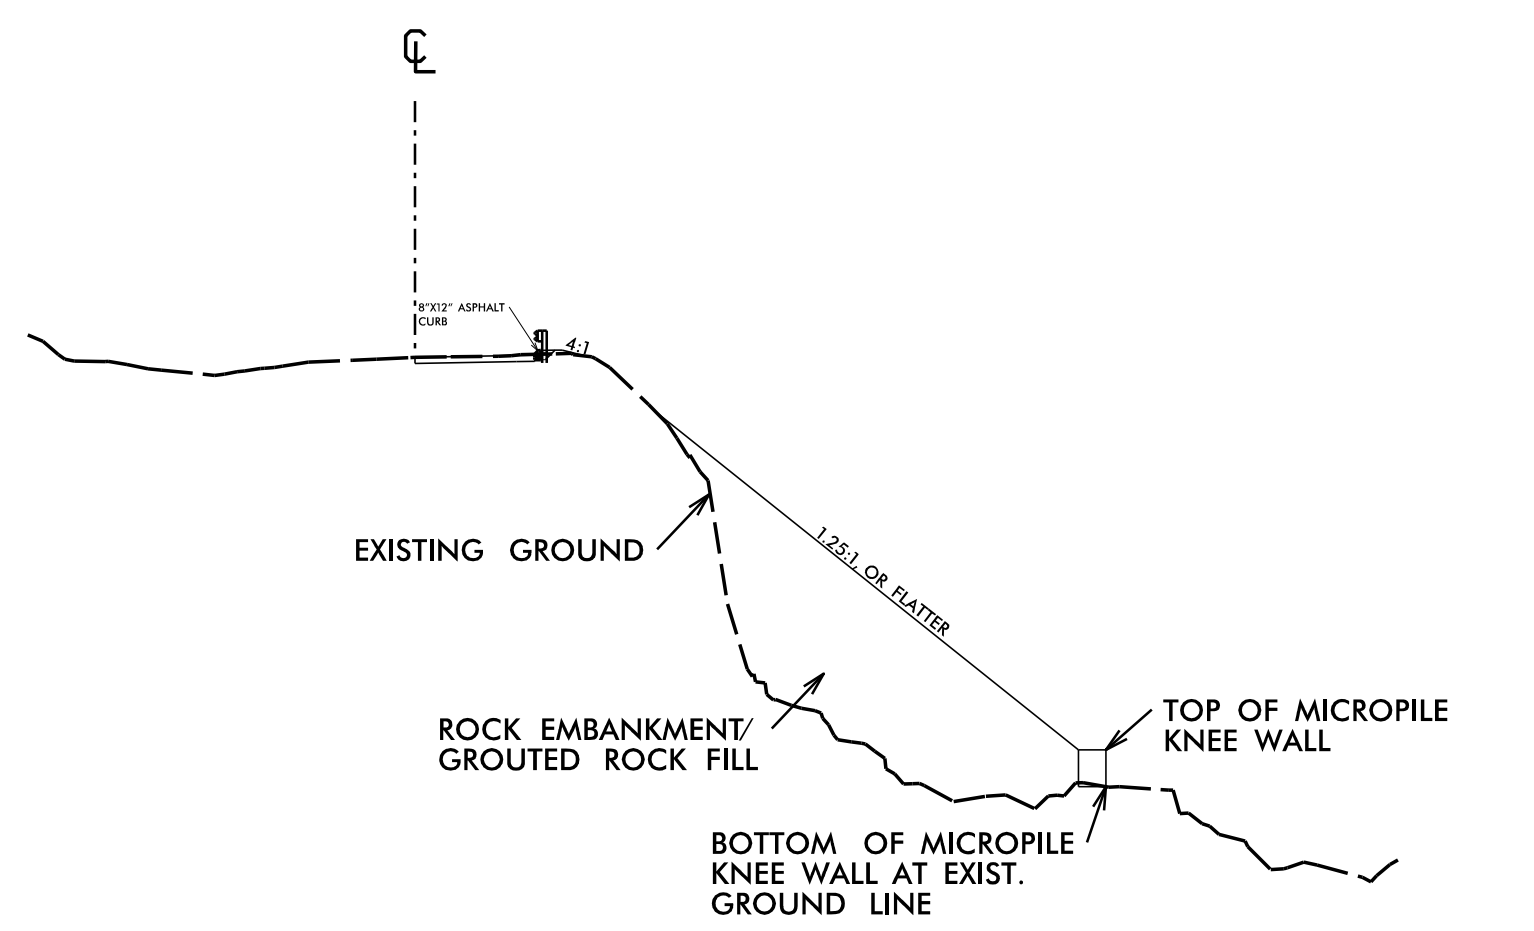 CL
8"X12" ASPHALT
CURB
4:1
EXISTING GROUND
1.25:1, OR FLATTER
ROCK EMBANKMENT/
GROUTED ROCK FILL
TOP OF MICROPILE
KNEE WALL
BOTTOM OF MICROPILE
KNEE WALL AT EXIST.
GROUND LINE